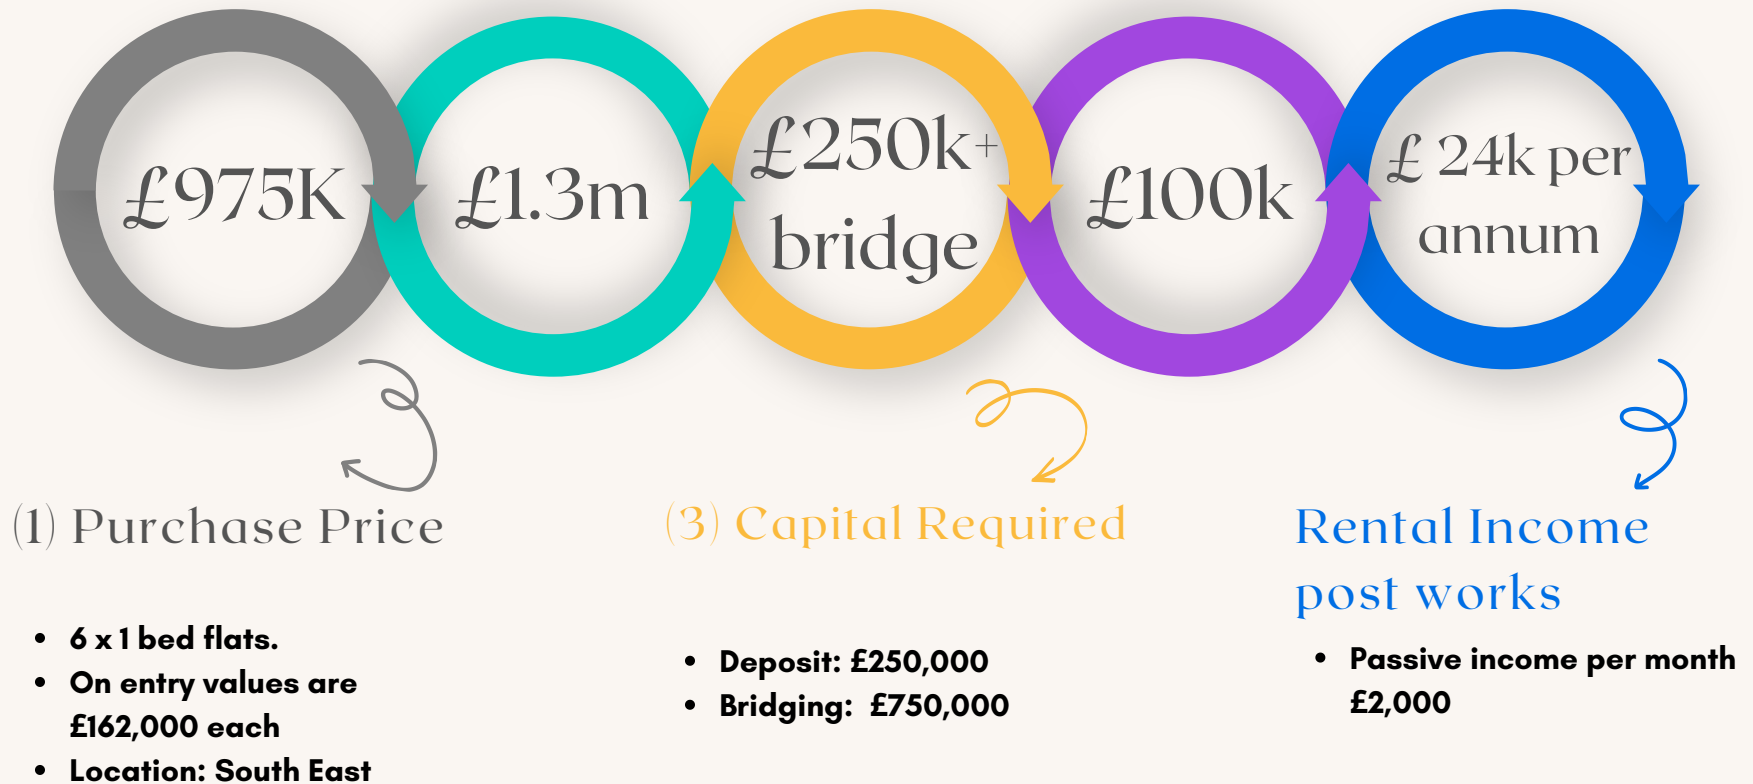 £975K
£1.3m
£250k+
bridge
£100k
£ 24k per
annum
(1) Purchase Price
• 6 x 1 bed flats.
• On entry values are
£162,000 each
• Location: South East
(3) Capital Required
• Deposit: £250,000
• Bridging: £750,000
Rental Income
post works
• Passive income per month
£2,000